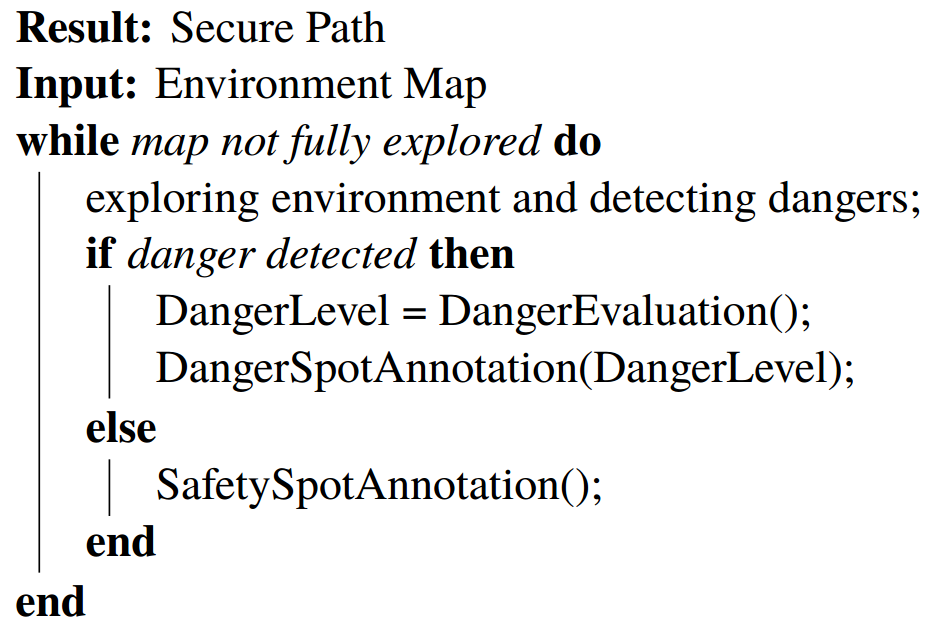 Result: Secure Path
Input: Environment Map
while map not fully explored do
exploring environment and detecting dangers;
if danger detected then
DangerLevel = DangerEvaluation();
DangerSpotAnnotation(DangerLevel);
else
SafetySpotAnnotation();
end
end